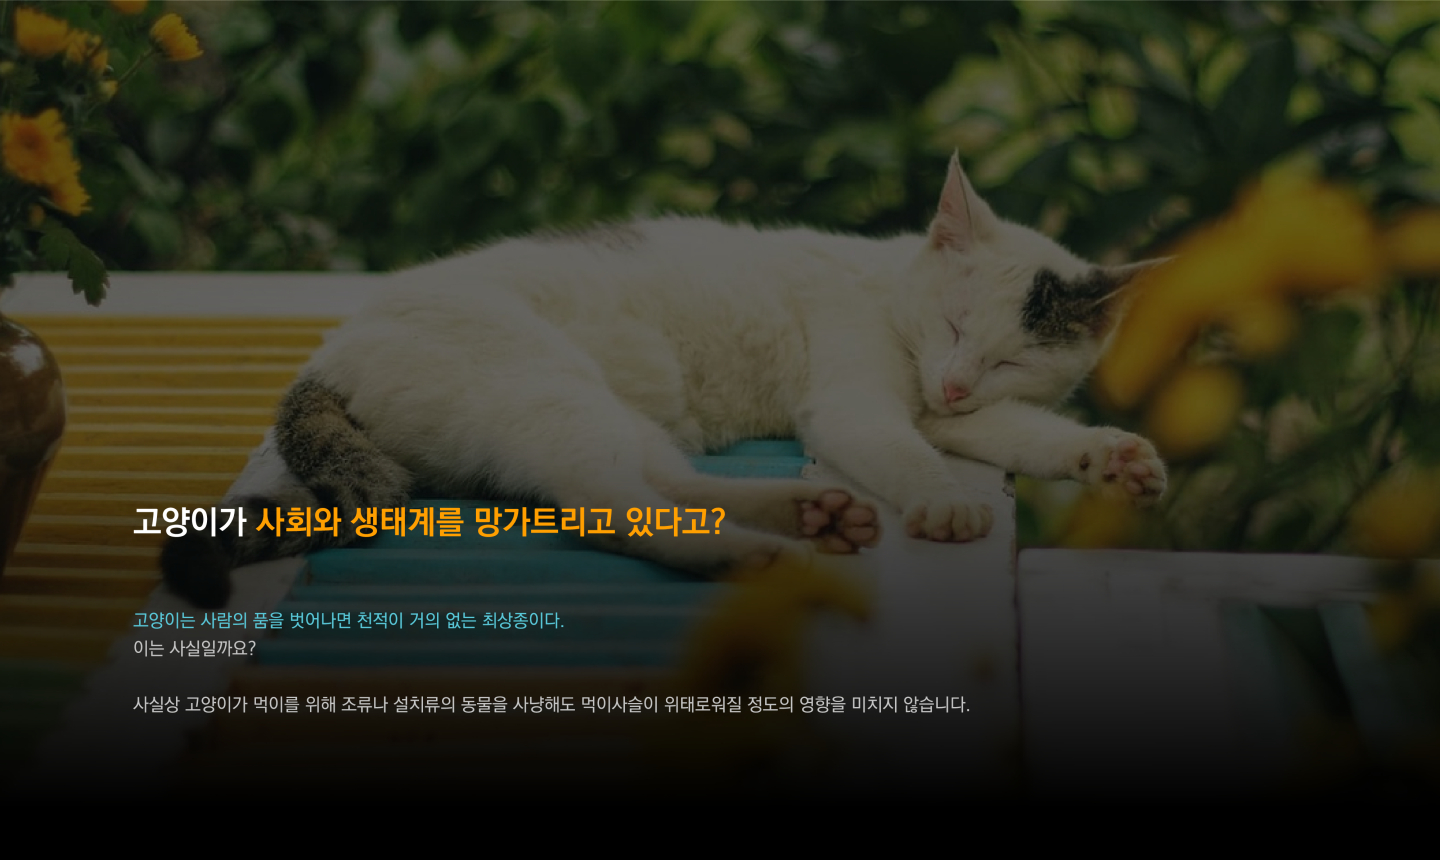 고양이가 사회와 생태계를 망가트리고 있다고?
고양이는 사람의 품을 벗어나면 천적이 거의 없는 최상종이다.
이는 사실일까요?
사실상 고양이가 먹이를 위해 조류나 설치류의 동물을 사냥해도 먹이사슬이 위태로워질 정도의 영향을 미치지 않습니다.